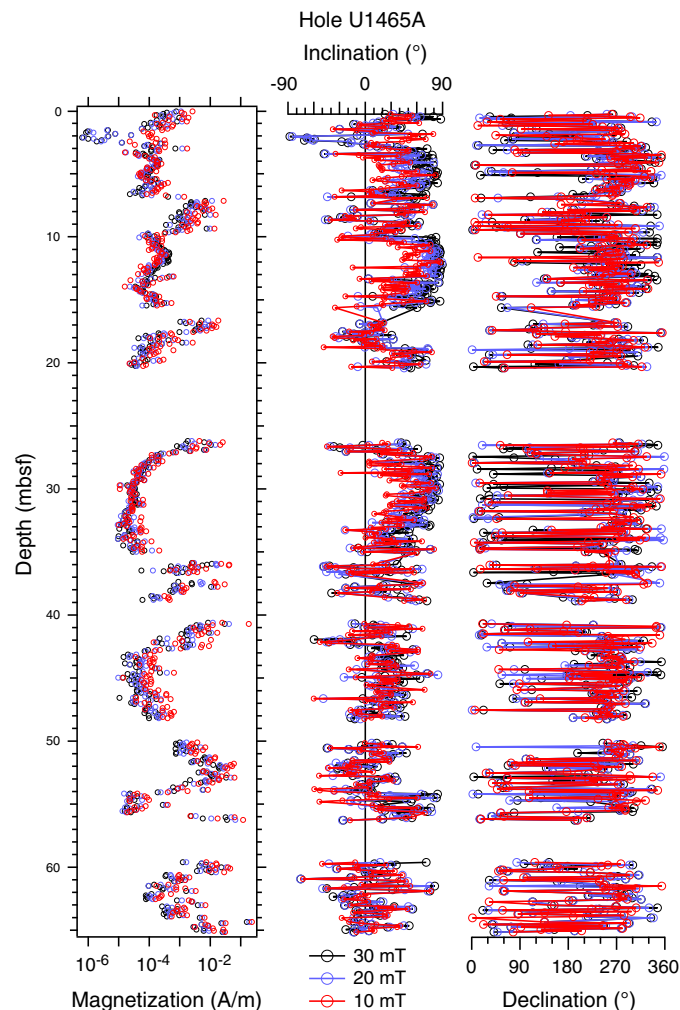 Hole U1465A
Inclination (°)
-90 0 90
0
10
20
30
40
50
60
Depth (mbsf)
10-6 10-4 10-2
Magnetization (A/m)
30 mT
20 mT
10 mT
0 90 180 270 360
Declination (°)